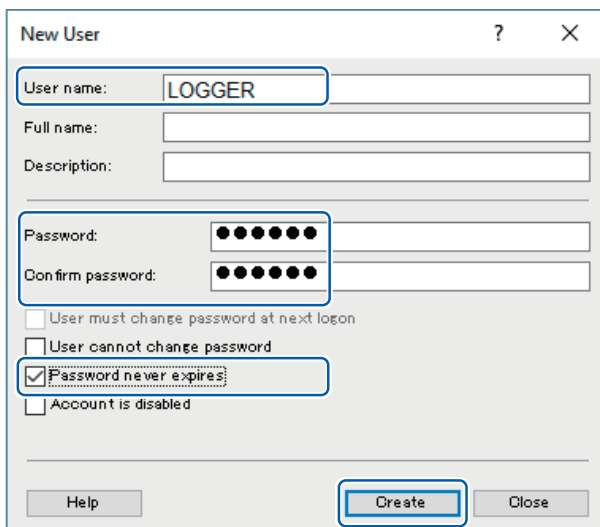 New User ? ×
User name: LOGGER
Full name:
Description:
Password: ●●●●●●
Confirm password: ●●●●●●
User must change password at next logon
User cannot change password
Password never expires
Account is disabled
Help Create Close